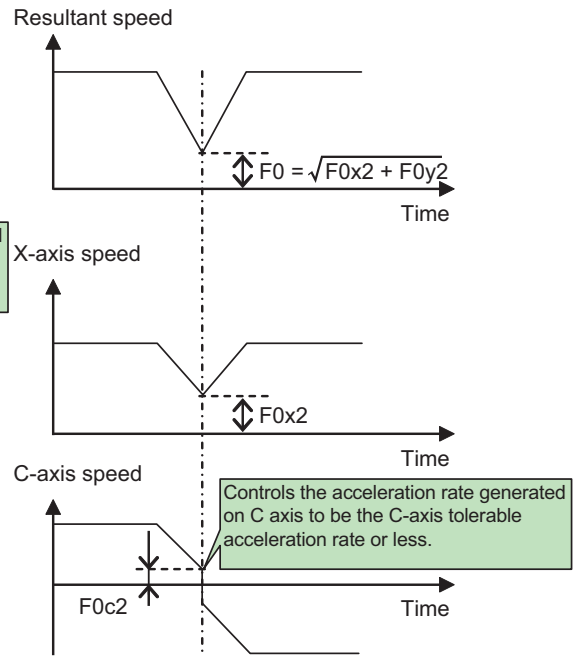 Resultant speed
F0 = √F0x2 + F0y2
Time
X-axis speed
F0x2
Time
C-axis speed
Controls the acceleration rate generated
on C axis to be the C-axis tolerable
acceleration rate or less.
F0c2
Time